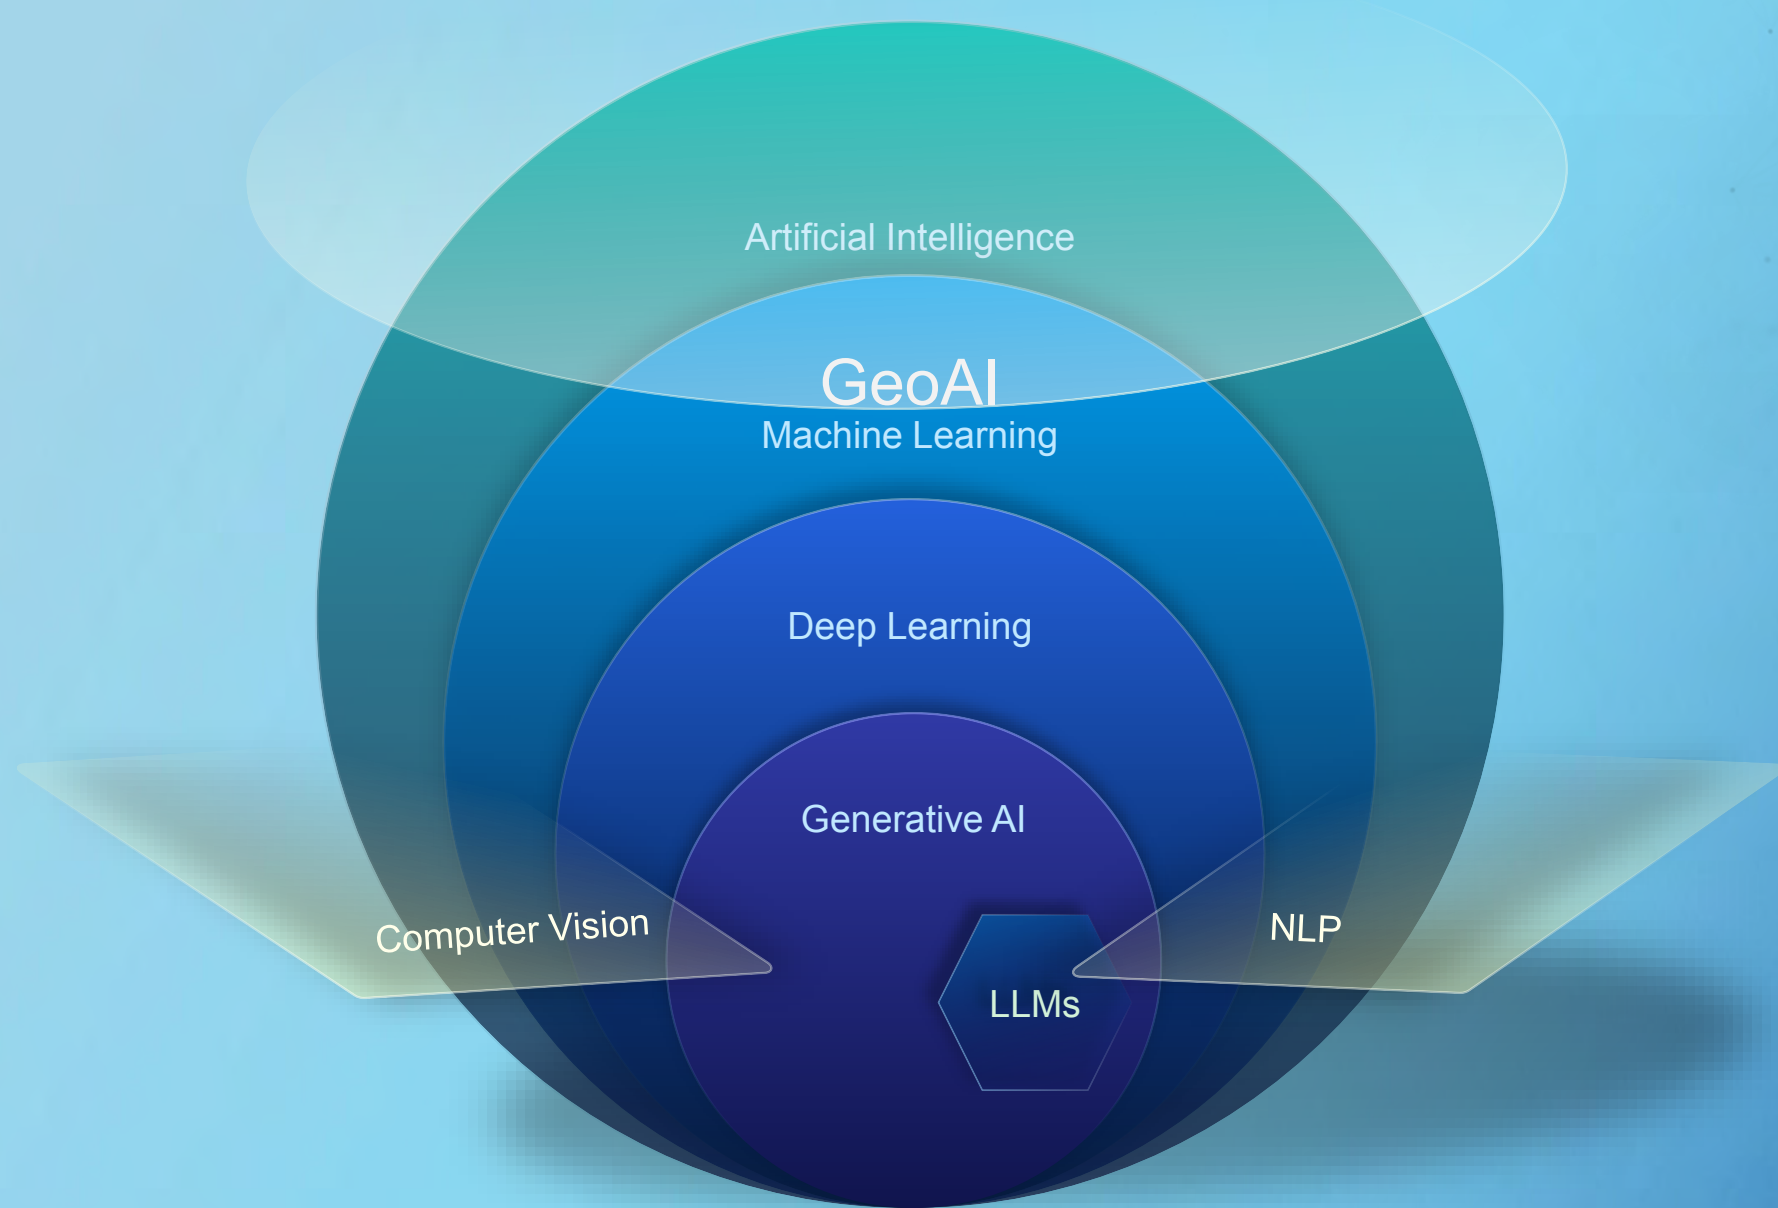 Artificial Intelligence
GeoAI
Machine Learning
Deep Learning
Generative AI
Computer Vision
NLP
LLMs